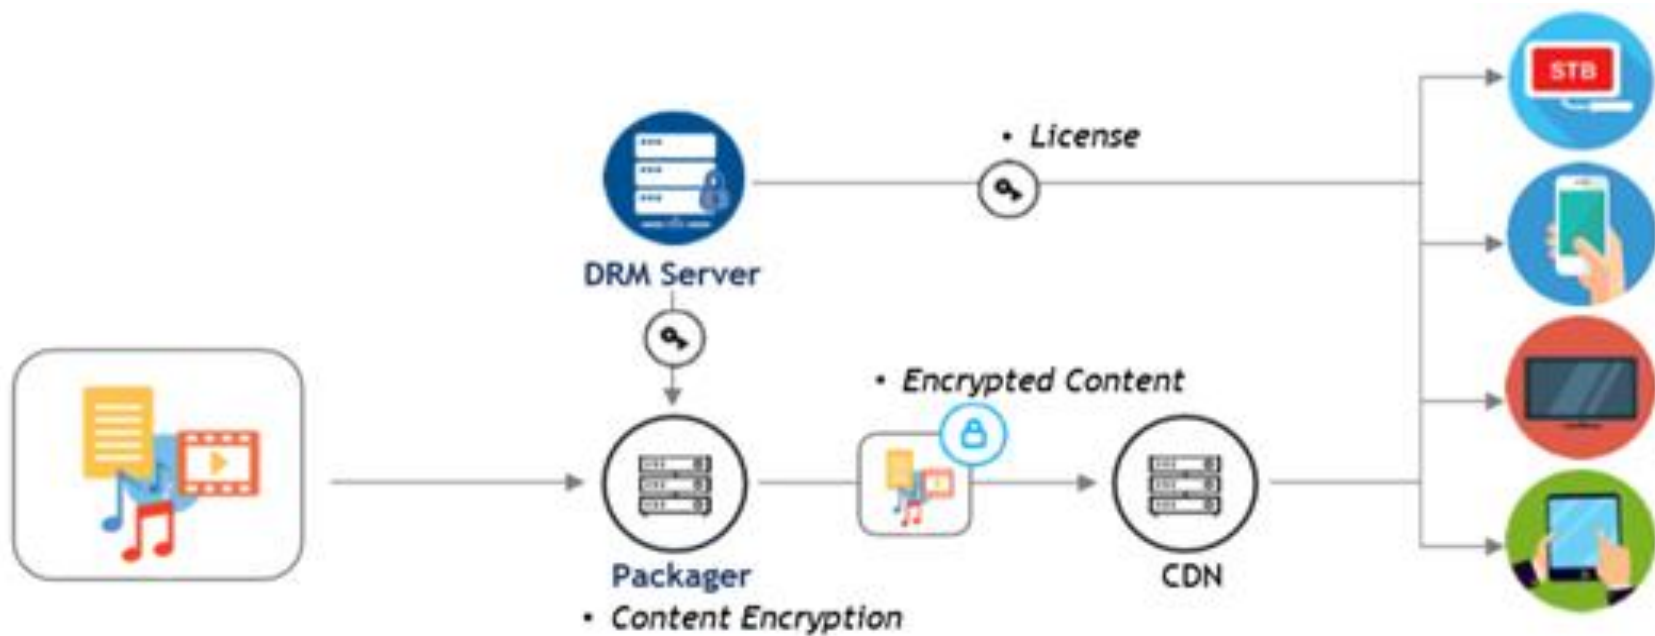 STB
• License
DRM Server
• Encrypted Content
Packager
CDN
• Content Encryption